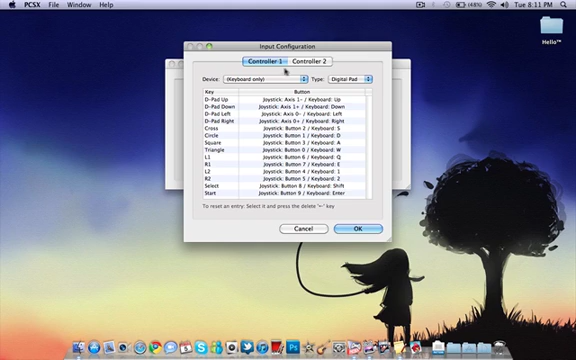 PCSX File Window Help (48%) Tue 8:11 PM
Hello™
Input Configuration
Controller 1 Controller 2
Device: (Keyboard only) Type: Digital Pad
Key Button
D-Pad Up Joystick: Axis 1- / Keyboard: Up
D-Pad Down Joystick: Axis 1+ / Keyboard: Down
D-Pad Left Joystick: Axis 0- / Keyboard: Left
D-Pad Right Joystick: Axis 0+ / Keyboard: Right
Cross Joystick: Button 2 / Keyboard: S
Circle Joystick: Button 1 / Keyboard: D
Square Joystick: Button 3 / Keyboard: A
Triangle Joystick: Button 0 / Keyboard: W
L1 Joystick: Button 6 / Keyboard: Q
R1 Joystick: Button 7 / Keyboard: E
L2 Joystick: Button 4 / Keyboard: 1
R2 Joystick: Button 5 / Keyboard: 2
Select Joystick: Button 8 / Keyboard: Shift
Start Joystick: Button 9 / Keyboard: Enter
To reset an entry: Select it and press the delete "←" key
Cancel OK